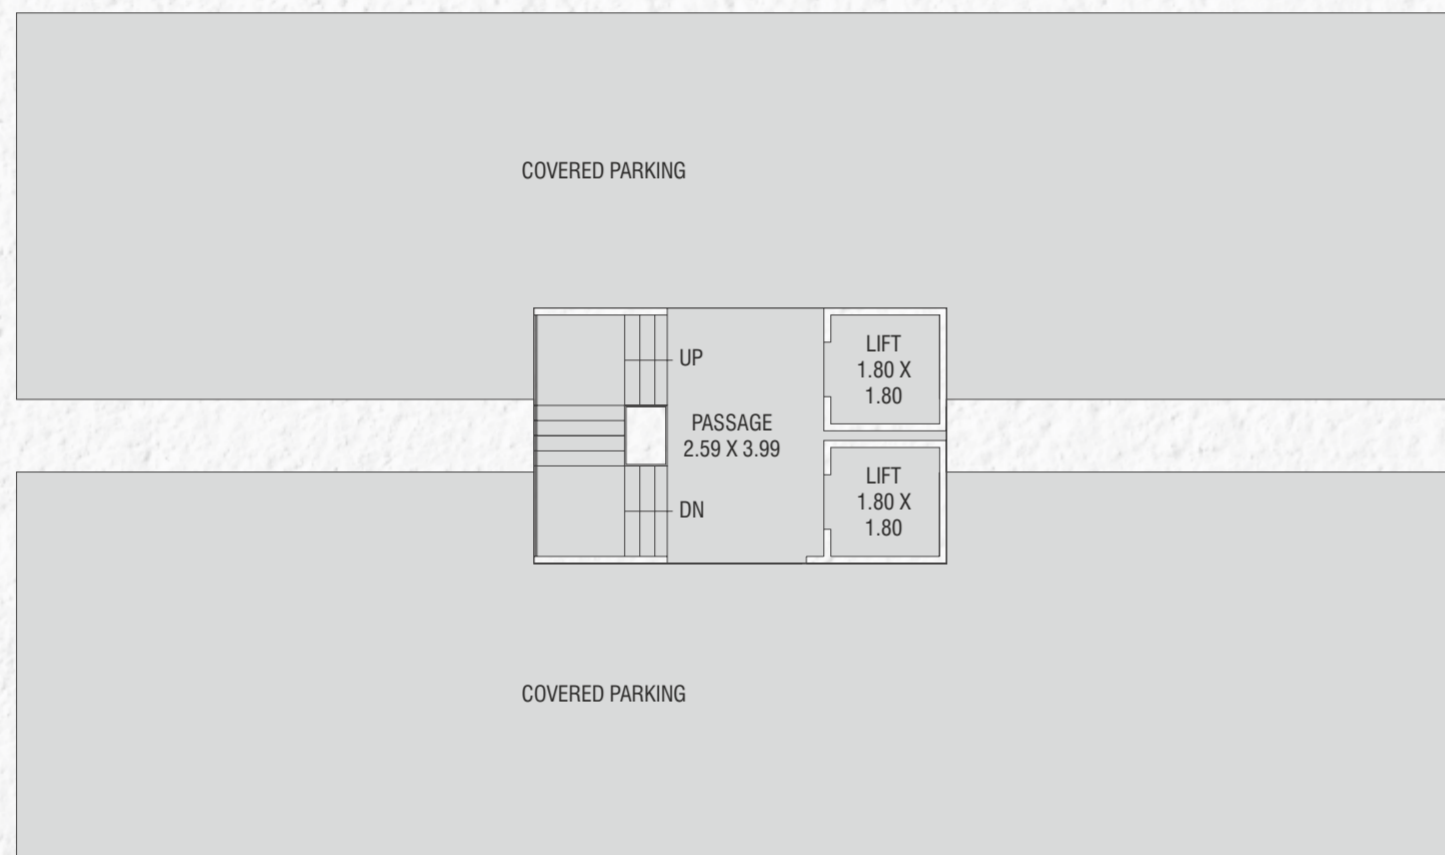 COVERED PARKING
UP
LIFT
1.80 X
1.80
PASSAGE
2.59 X 3.99
LIFT
1.80 X
1.80
DN
COVERED PARKING